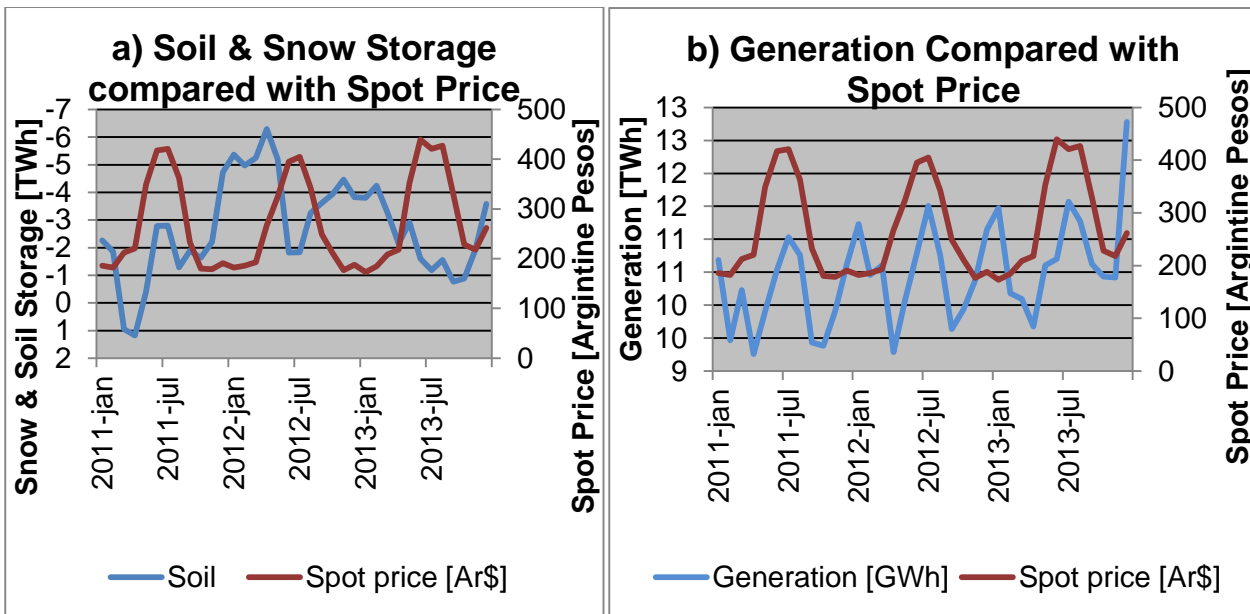 a) Soil & Snow Storage
compared with Spot Price
Snow & Soil Storage [TWh]
-7
-6
-5
-4
-3
-2
-1
0
1
2
500
400
300
200
100
0
Spot Price [Argintine Pesos]
2011-jan
2011-jul
2012-jan
2012-jul
2013-jan
2013-jul
Soil
Spot price [Ar$]
b) Generation Compared with
Spot Price
Generation [TWh]
13
13
12
12
11
11
10
10
9
500
400
300
200
100
0
Spot Price [Argintine Pesos]
2011-jan
2011-jul
2012-jan
2012-jul
2013-jan
2013-jul
Generation [GWh]
Spot price [Ar$]